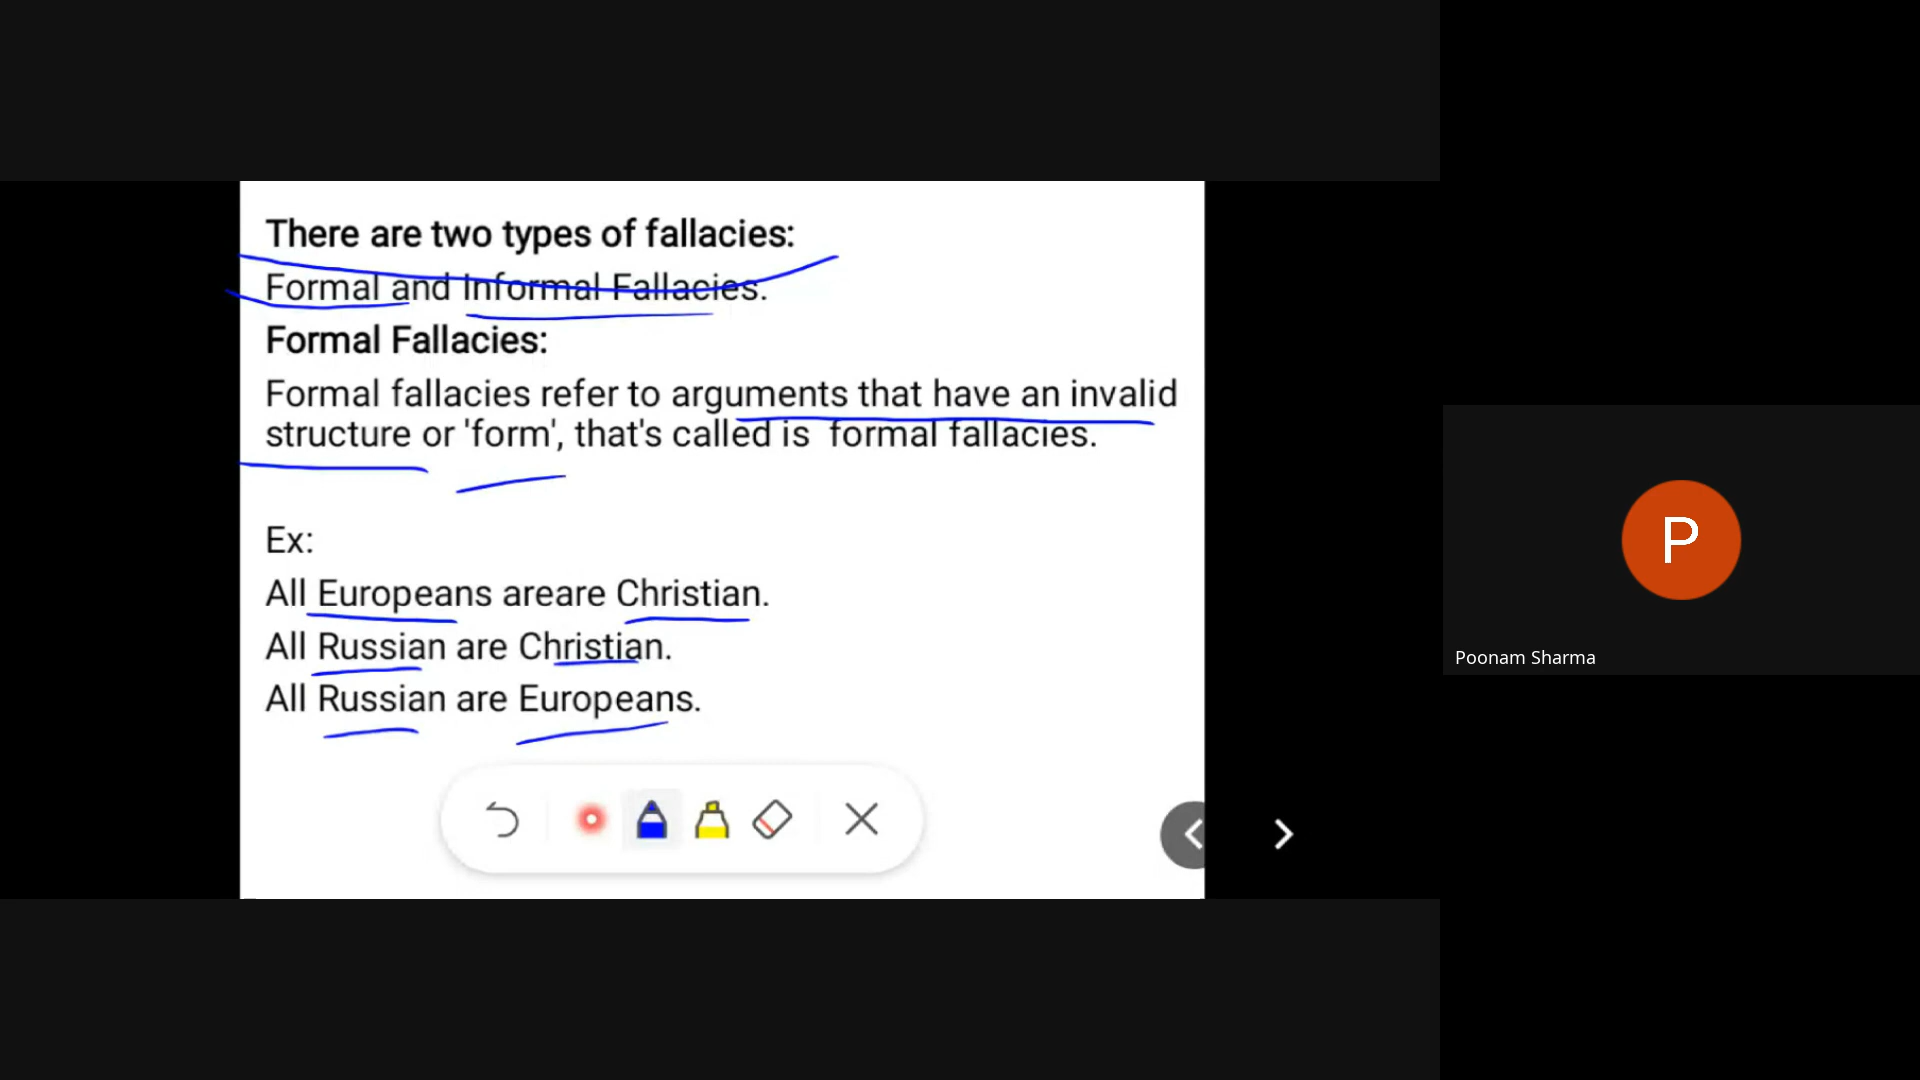 There are two types of fallacies:
Formal and Informal Fallacies.
Formal Fallacies:
Formal fallacies refer to arguments that have an invalid
structure or 'form', that's called is formal fallacies.
Ex:
All Europeans areare Christian.
All Russian are Christian.
All Russian are Europeans.
P
Poonam Sharma